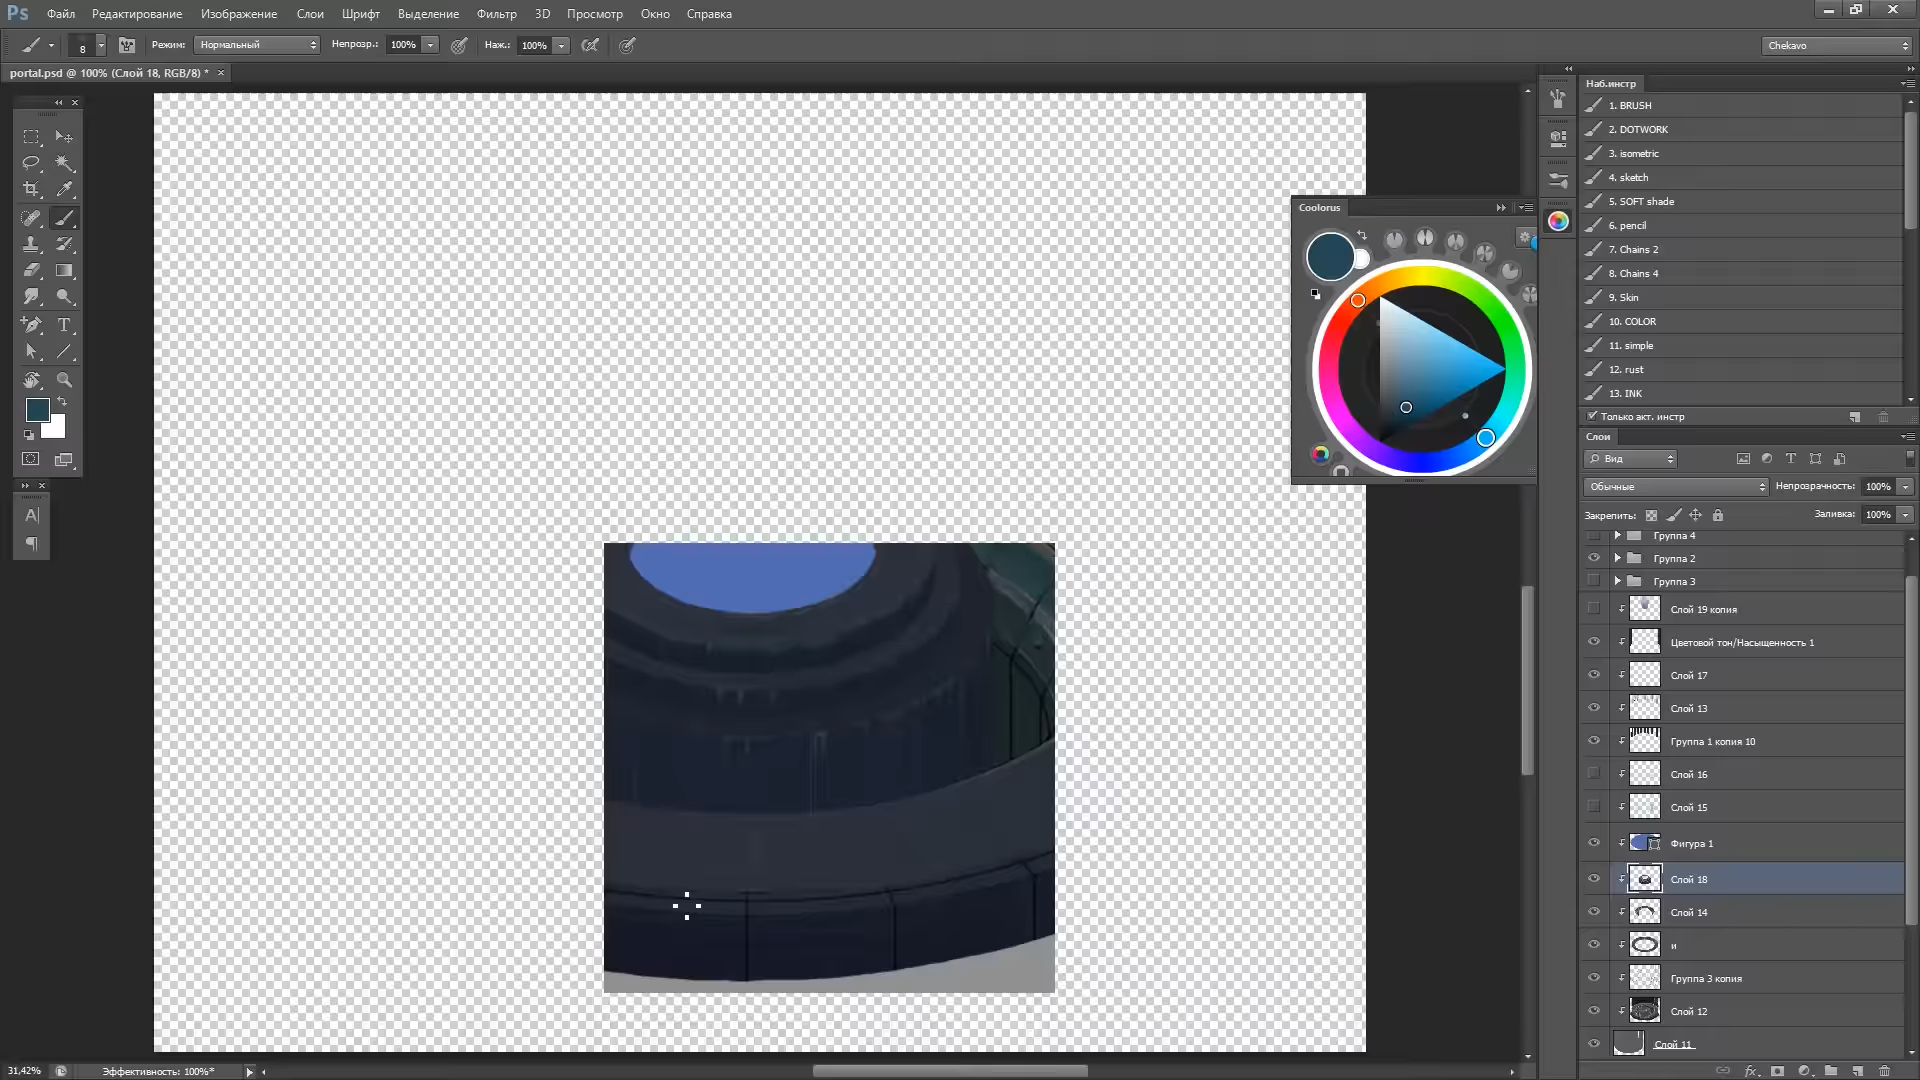 Ps Файл Редактирование Изображение Слои Шрифт Выделение Фильтр 3D Просмотр Окно Справка
8 Режим: Нормальный Непрозр.: 100% Наж.: 100% Chekavo
portal.psd @ 100% (Слой 18, RGB/8) *
Наб.инстр
1. BRUSH
2. DOTWORK
3. isometric
4. sketch
5. SOFT shade
6. pencil
7. Chains 2
8. Chains 4
9. Skin
10. COLOR
11. simple
12. rust
13. INK
Только акт. инстр
Coolorus
Слои
Вид
Обычные Непрозрачность: 100%
Закрепить: Заливка: 100%
Группа 4
Группа 2
Группа 3
Слой 19 копия
Цветовой тон/Насыщенность 1
Слой 17
Слой 13
Группа 1 копия 10
Слой 16
Слой 15
Фигура 1
Слой 18
Слой 14
и
Группа 3 копия
Слой 12
Слой 11
31,42% Эффективность: 100%*